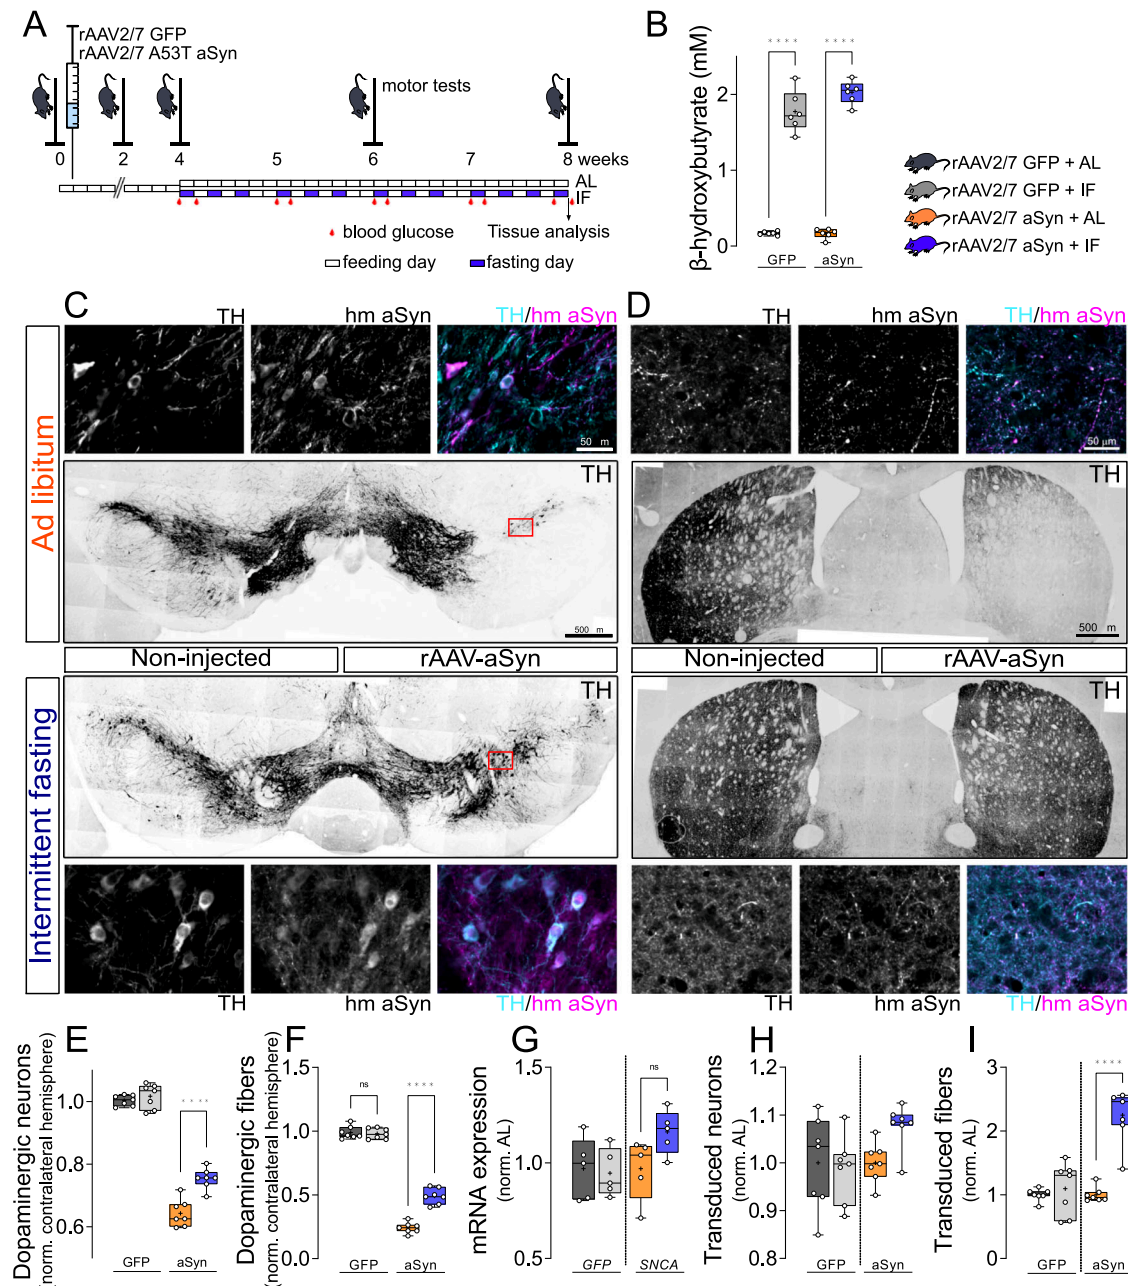 A
rAAV2/7 GFP
rAAV2/7 A53T aSyn
motor tests
0 2 4 5 6 7 8 weeks
AL
IF
blood glucose Tissue analysis
feeding day fasting day
B
β-hydroxybutyrate (mM)
2
1
0
****
****
GFP aSyn
rAAV2/7 GFP + AL
rAAV2/7 GFP + IF
rAAV2/7 aSyn + AL
rAAV2/7 aSyn + IF
C
TH hm aSyn TH/hm aSyn
50 m
Ad libitum
TH
500 m
Non-injected rAAV-aSyn
Intermittent fasting
TH
TH hm aSyn TH/hm aSyn
D
TH hm aSyn TH/hm aSyn
50 μm
TH
500 m
Non-injected rAAV-aSyn
TH
TH hm aSyn TH/hm aSyn
E
Dopaminergic neurons
(norm. contralateral hemisphere)
1.0
0.8
0.6
****
GFP aSyn
F
Dopaminergic fibers
(norm. contralateral hemisphere)
1.5
1.0
0.5
0.0
ns
****
GFP aSyn
G
mRNA expression
(norm. AL)
1.5
1.0
0.5
ns
GFP SNCA
H
Transduced neurons
(norm. AL)
1.2
1.1
1.0
0.9
0.8
GFP aSyn
I
Transduced fibers
(norm. AL)
3
2
1
0
****
GFP aSyn